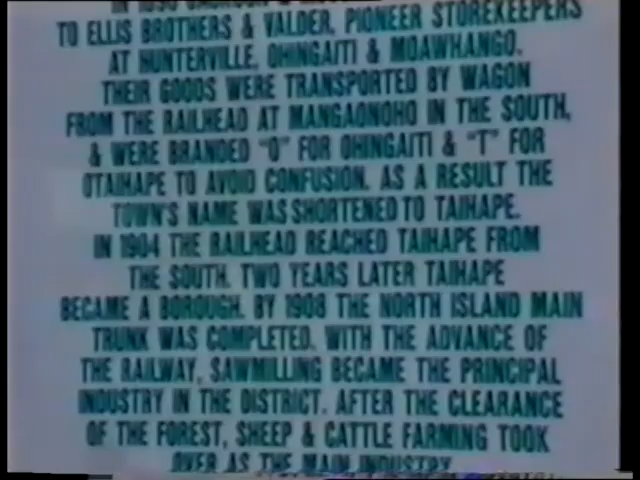 TO ELLIS BROTHERS & VALDER, PIONEER STOREKEEPERS
AT HUNTERVILLE, OHINGAITI & MOAWHANGO.
THEIR GOODS WERE TRANSPORTED BY WAGON
FROM THE RAILHEAD AT MANGAONOHO IN THE SOUTH,
& WERE BRANDED "O" FOR OHINGAITI & "T" FOR
OTAIHAPE TO AVOID CONFUSION. AS A RESULT THE
TOWN'S NAME WAS SHORTENED TO TAIHAPE.
IN 1904 THE RAILHEAD REACHED TAIHAPE FROM
THE SOUTH. TWO YEARS LATER TAIHAPE
BECAME A BOROUGH. BY 1908 THE NORTH ISLAND MAIN
TRUNK WAS COMPLETED. WITH THE ADVANCE OF
THE RAILWAY, SAWMILLING BECAME THE PRINCIPAL
INDUSTRY IN THE DISTRICT. AFTER THE CLEARANCE
OF THE FOREST, SHEEP & CATTLE FARMING TOOK
OVER AS THE MAIN INDUSTRY